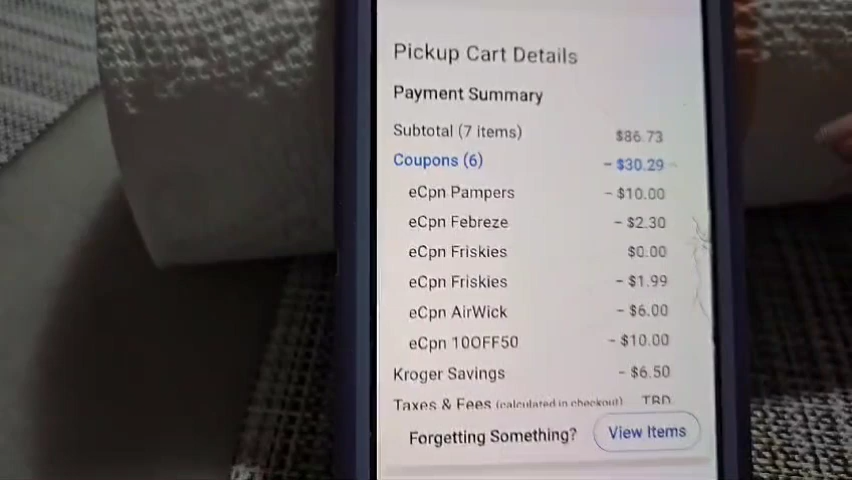 Pickup Cart Details
Payment Summary
Subtotal (7 items) $86.73
Coupons (6) - $30.29
eCpn Pampers - $10.00
eCpn Febreze - $2.30
eCpn Friskies $0.00
eCpn Friskies - $1.99
eCpn AirWick - $6.00
eCpn 10OFF50 - $10.00
Kroger Savings - $6.50
Taxes & Fees (calculated in checkout) TBD
Forgetting Something? View Items